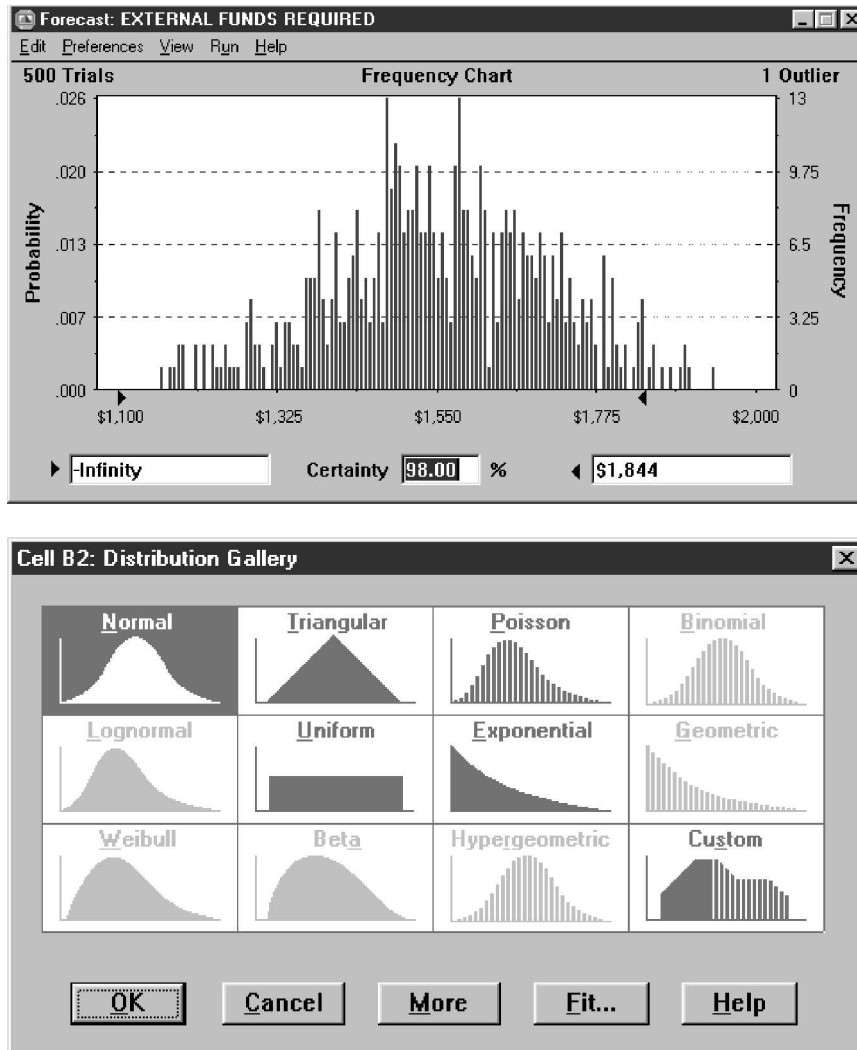 Forecast: EXTERNAL FUNDS REQUIRED
Edit Preferences View Run Help
500 Trials Frequency Chart 1 Outlier
.026 13
.020 9.75
.013 6.5
.007 3.25
.000 0
Probability
Frequency
$1,100 $1,325 $1,550 $1,775 $2,000
-Infinity Certainty 98.00 % $1,844
Cell B2: Distribution Gallery
Normal Triangular Poisson Binomial
Lognormal Uniform Exponential Geometric
Weibull Beta Hypergeometric Custom
OK Cancel More Fit... Help